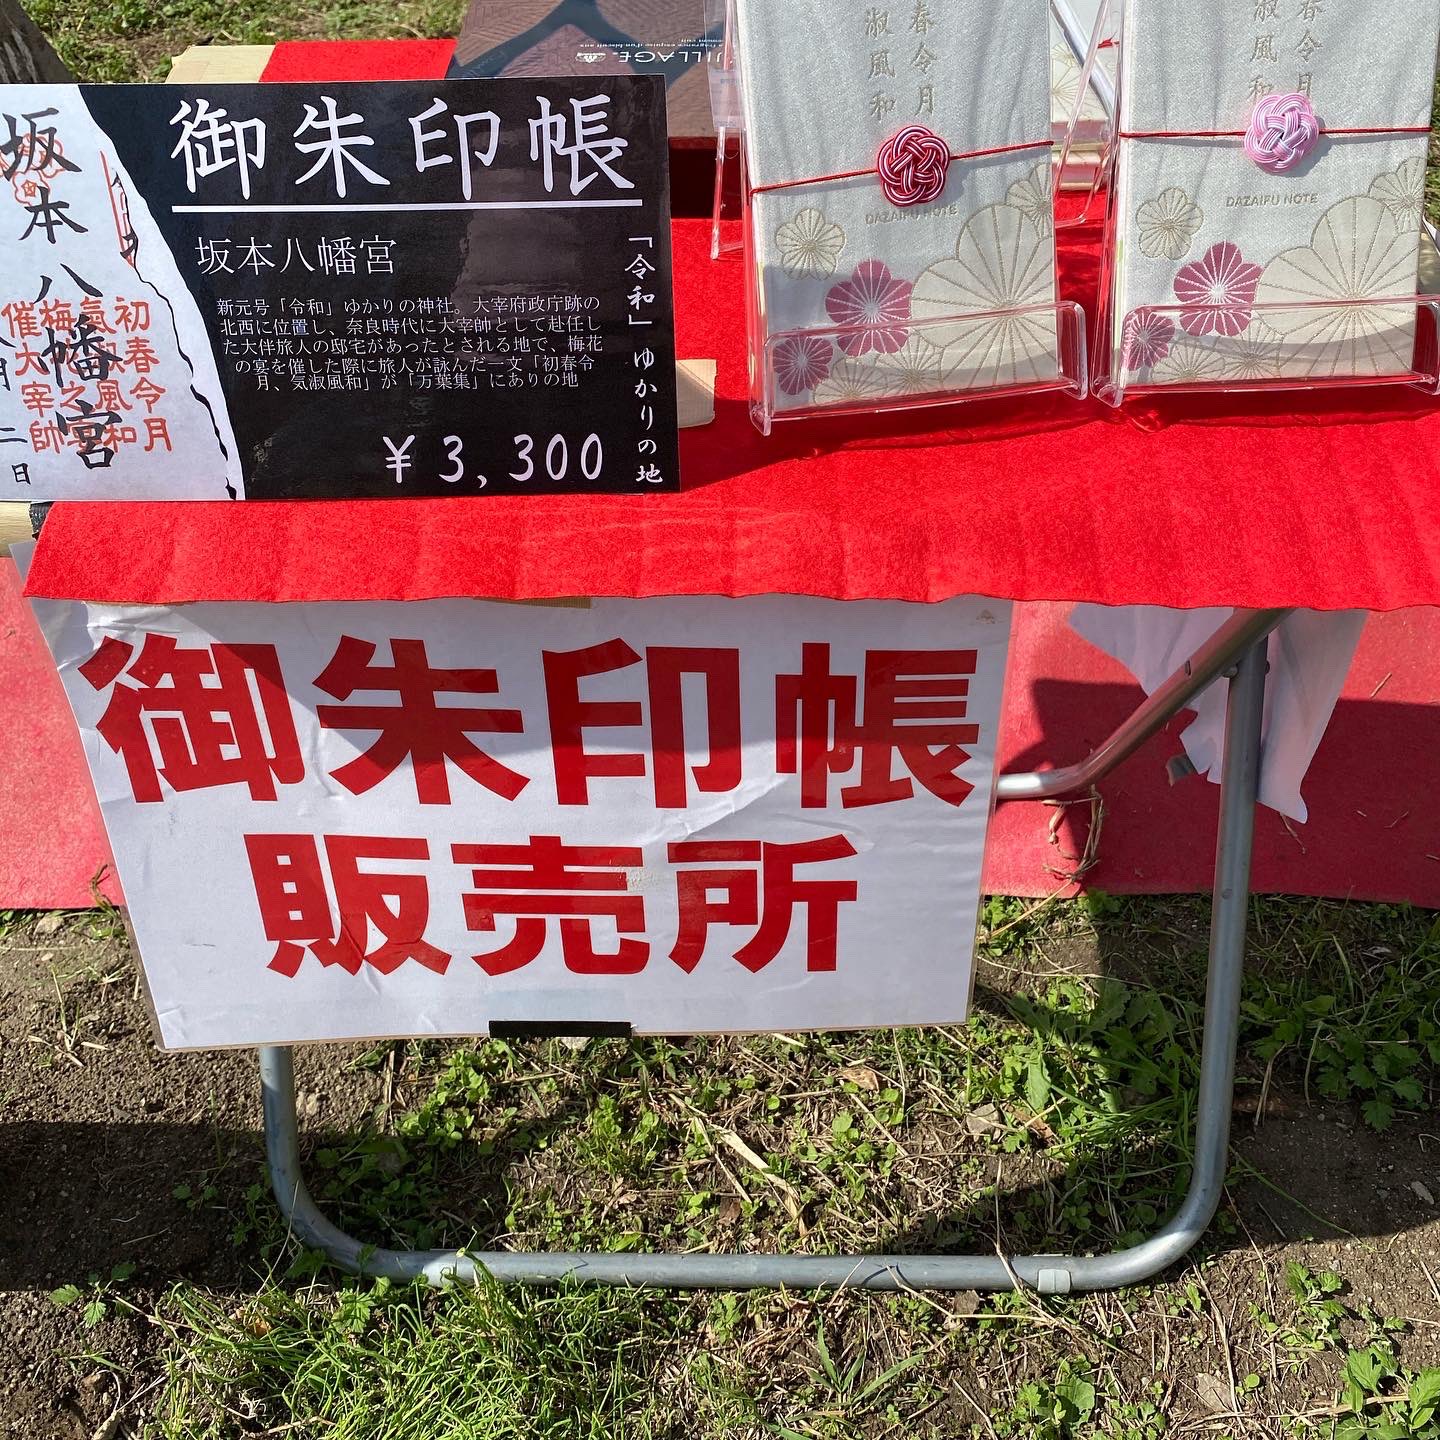 御朱印帳
坂本八幡宮
新元号「令和」ゆかりの神社。大宰府政庁跡の
北西に位置し、奈良時代に大宰帥として赴任し
た大伴旅人の邸宅があったとされる地で、梅花
の宴を催した際に旅人が詠んだ一文「初春令
月、気淑風和」が「万葉集」にありの地
¥3,300
「令和」ゆかりの地
坂本八幡宮
初春令月
風和
梅
催大宰帥
月二日
VILLAGE
春令月
淑風和
DAZAIFU NOTE
春令月
淑風和
DAZAIFU NOTE
御朱印帳
販売所